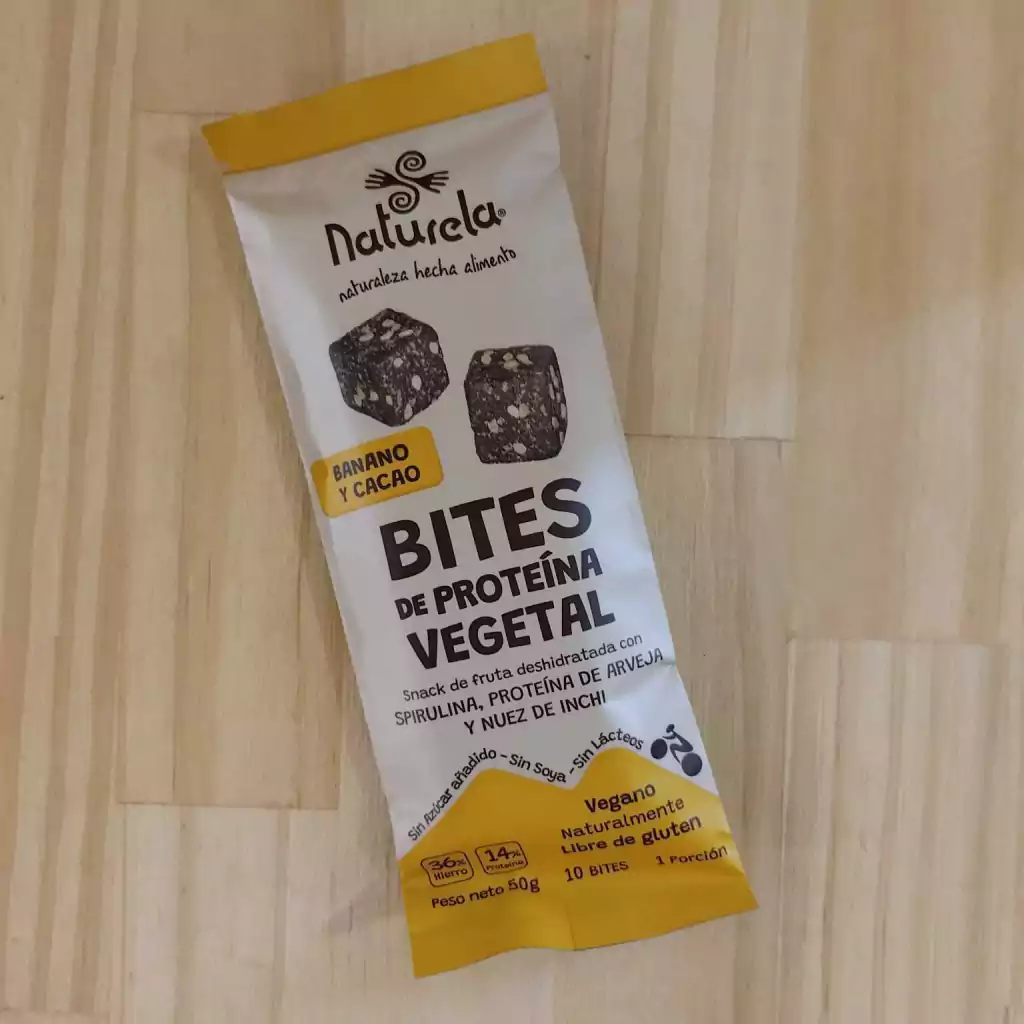 Naturela®
naturaleza hecha alimento
BANANO
Y CACAO
BITES
DE PROTEÍNA
VEGETAL
Snack de fruta deshidratada con
SPIRULINA, PROTEÍNA DE ARVEJA
Y NUEZ DE INCHI
Sin Azúcar añadido - Sin Soya - Sin Lácteos
Vegano
Naturalmente
Libre de gluten
36%
Hierro
14%
Proteína
Peso neto 50g
10 BITES
1 Porción